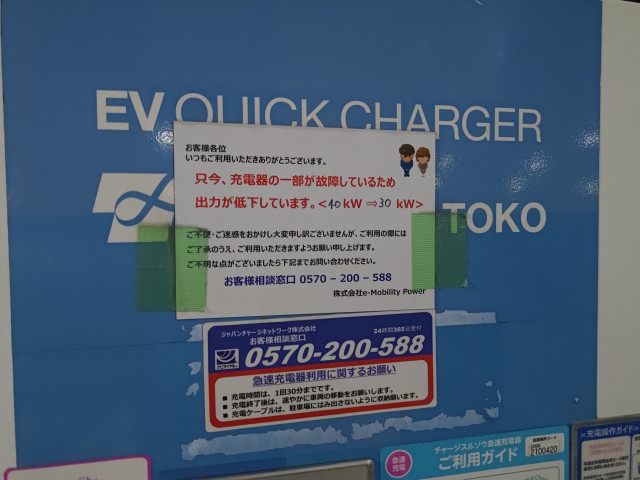 EV QUICK CHARGER
TOKO
お客様各位
いつもご利用いただきありがとうございます。
只今、充電器の一部が故障しているため
出力が低下しています。<40kW ⇒30 kW>
ご不便・ご迷惑をおかけし大変申し訳ございませんが、ご利用の際には
ご了承のうえ、ご利用いただきますようお願い申し上げます。
ご不明な点がございましたら下記までお問い合わせください。
お客様相談窓口 0570 − 200 − 588
株式会社e-Mobility Power
ジャパンチャージネットワーク株式会社
お客様相談窓口
24時間365日受付
0570-200-588
急速充電器利用に関するお願い
■ 充電時間は、1回30分までです。
■ 充電終了後は、速やかに車両の移動をお願いします。
■ 充電ケーブルは、駐車場にはみ出さないように収納願います。
急速
充電
チャージスルゾウ急速充電器
ご利用ガイド
P100420
充電操作ガイド